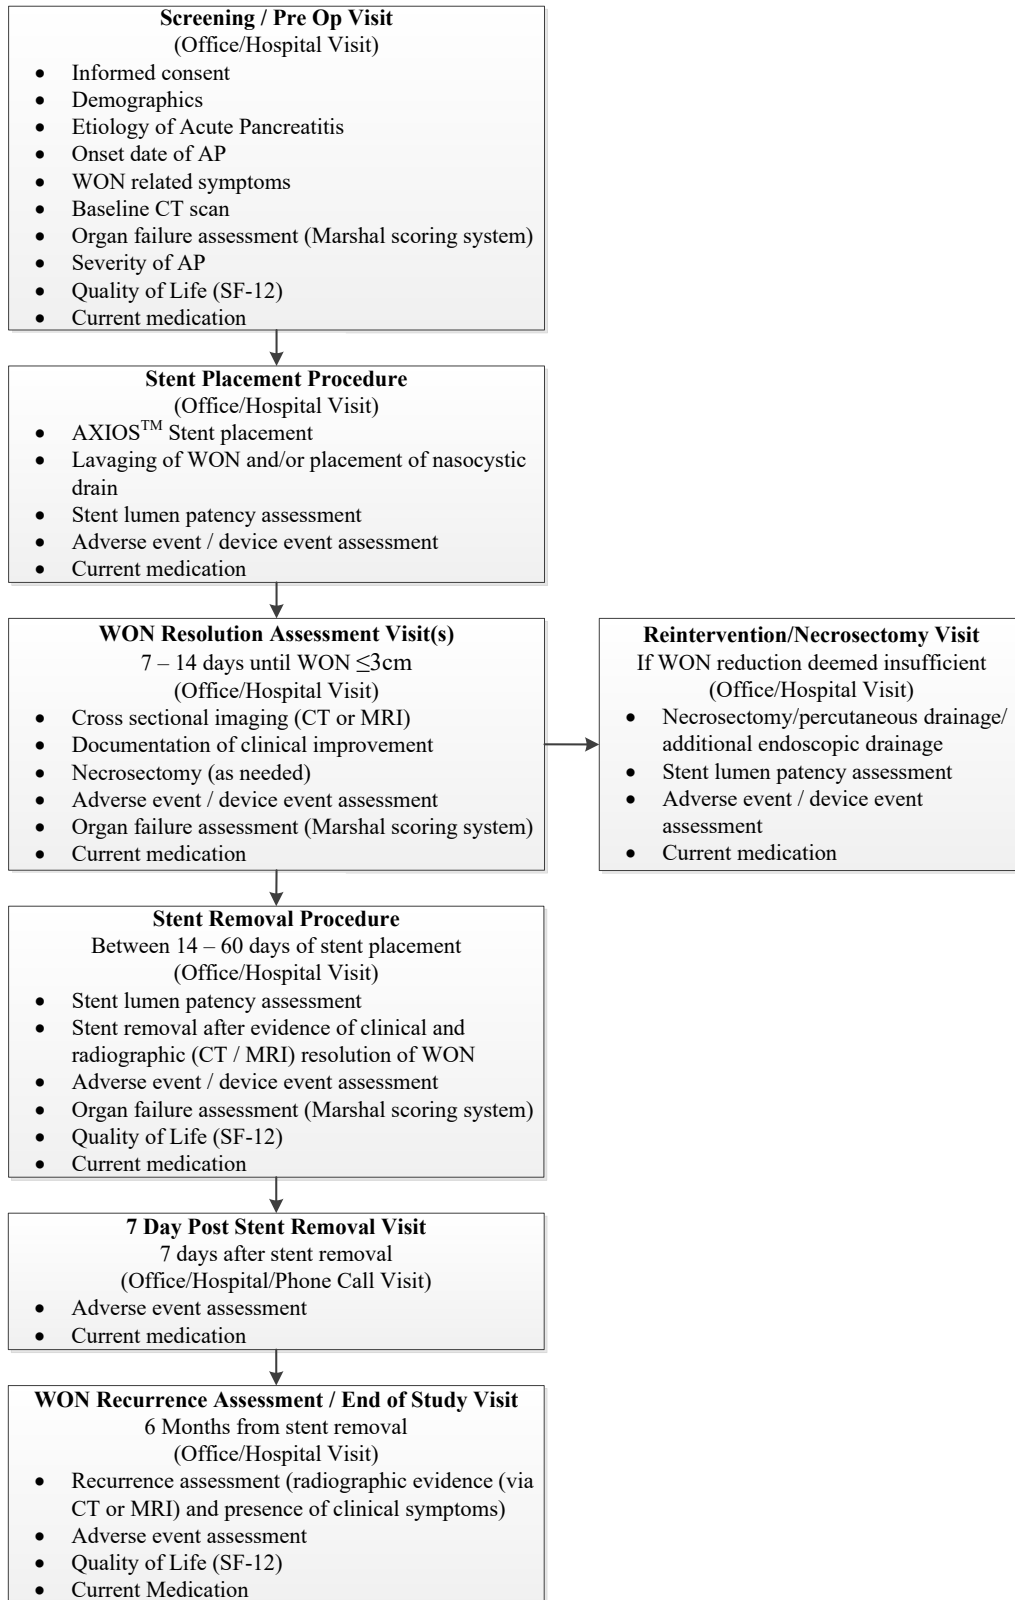 Screening / Pre Op Visit
(Office/Hospital Visit)
• Informed consent
• Demographics
• Etiology of Acute Pancreatitis
• Onset date of AP
• WON related symptoms
• Baseline CT scan
• Organ failure assessment (Marshal scoring system)
• Severity of AP
• Quality of Life (SF-12)
• Current medication
Stent Placement Procedure
(Office/Hospital Visit)
• AXIOS™ Stent placement
• Lavaging of WON and/or placement of nasocystic
drain
• Stent lumen patency assessment
• Adverse event / device event assessment
• Current medication
WON Resolution Assessment Visit(s)
7 – 14 days until WON ≤3cm
(Office/Hospital Visit)
• Cross sectional imaging (CT or MRI)
• Documentation of clinical improvement
• Necrosectomy (as needed)
• Adverse event / device event assessment
• Organ failure assessment (Marshal scoring system)
• Current medication
Reintervention/Necrosectomy Visit
If WON reduction deemed insufficient
(Office/Hospital Visit)
• Necrosectomy/percutaneous drainage/
additional endoscopic drainage
• Stent lumen patency assessment
• Adverse event / device event
assessment
• Current medication
Stent Removal Procedure
Between 14 – 60 days of stent placement
(Office/Hospital Visit)
• Stent lumen patency assessment
• Stent removal after evidence of clinical and
radiographic (CT / MRI) resolution of WON
• Adverse event / device event assessment
• Organ failure assessment (Marshal scoring system)
• Quality of Life (SF-12)
• Current medication
7 Day Post Stent Removal Visit
7 days after stent removal
(Office/Hospital/Phone Call Visit)
• Adverse event assessment
• Current medication
WON Recurrence Assessment / End of Study Visit
6 Months from stent removal
(Office/Hospital Visit)
• Recurrence assessment (radiographic evidence (via
CT or MRI) and presence of clinical symptoms)
• Adverse event assessment
• Quality of Life (SF-12)
• Current Medication